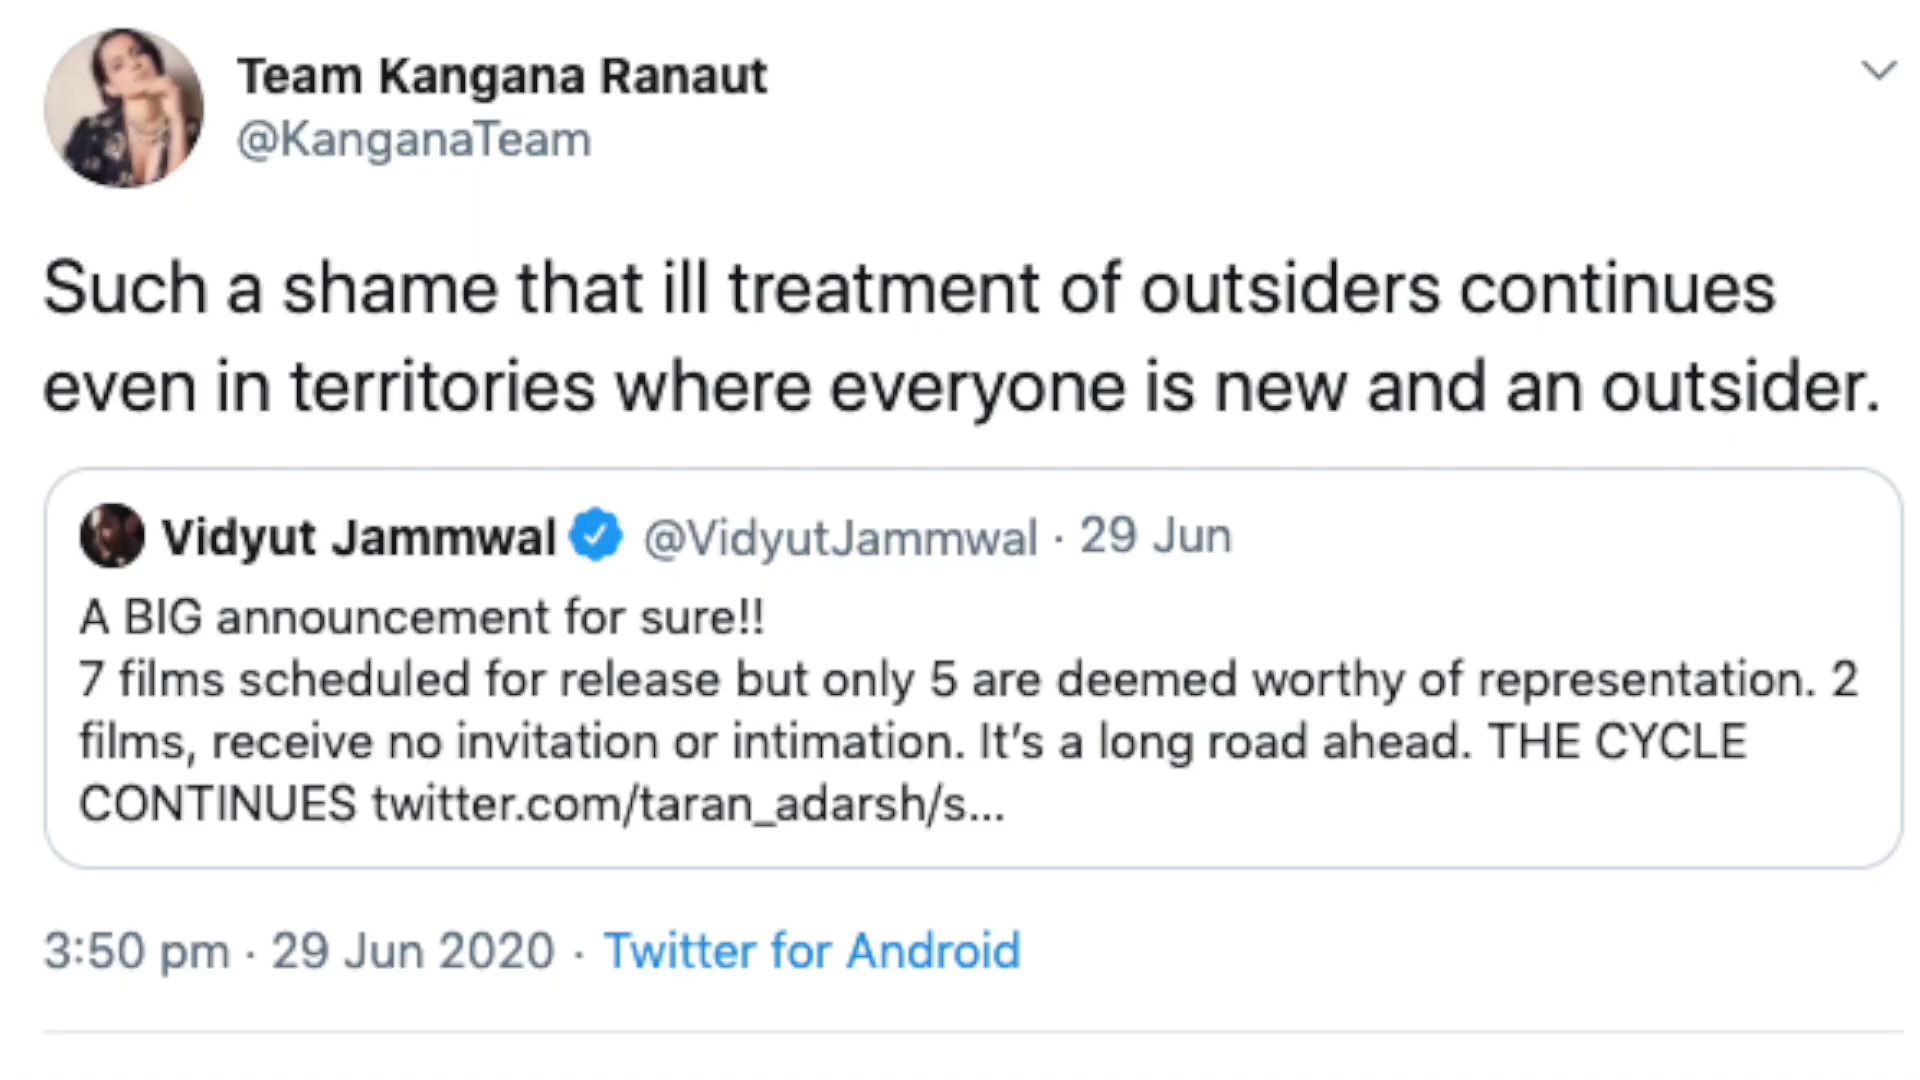 Team Kangana Ranaut
@KanganaTeam
Such a shame that ill treatment of outsiders continues
even in territories where everyone is new and an outsider.
Vidyut Jammwal @VidyutJammwal · 29 Jun
A BIG announcement for sure!!
7 films scheduled for release but only 5 are deemed worthy of representation. 2
films, receive no invitation or intimation. It's a long road ahead. THE CYCLE
CONTINUES twitter.com/taran_adarsh/s...
3:50 pm · 29 Jun 2020 · Twitter for Android